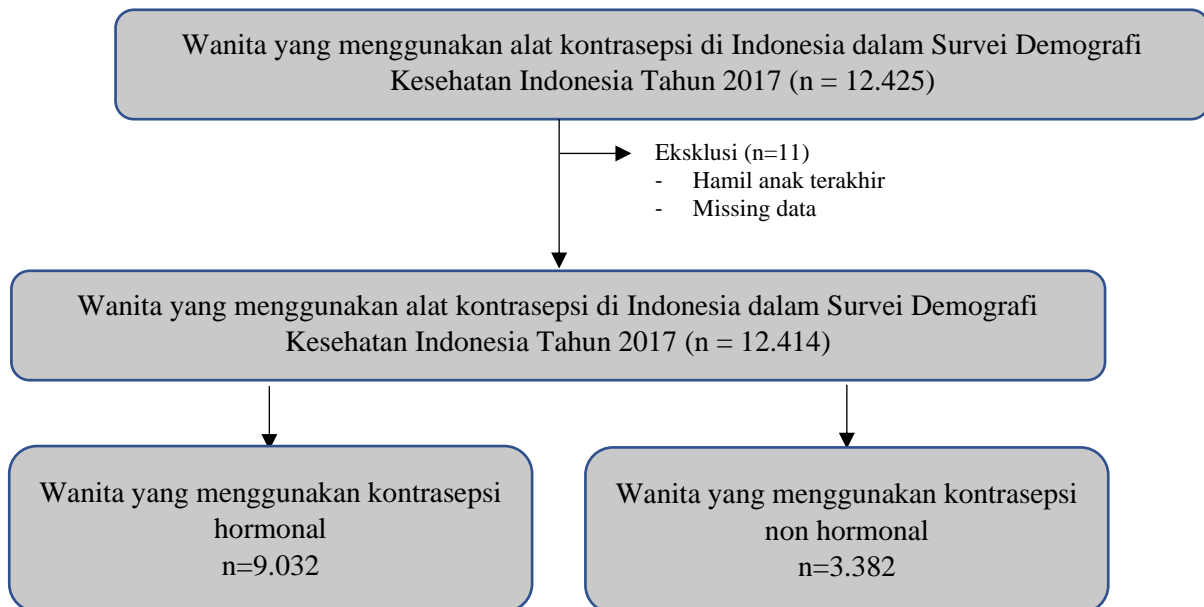 Wanita yang menggunakan alat kontrasepsi di Indonesia dalam Survei Demografi
Kesehatan Indonesia Tahun 2017 (n = 12.425)
Eksklusi (n=11)
- Hamil anak terakhir
- Missing data
Wanita yang menggunakan alat kontrasepsi di Indonesia dalam Survei Demografi
Kesehatan Indonesia Tahun 2017 (n = 12.414)
Wanita yang menggunakan kontrasepsi
hormonal
n=9.032
Wanita yang menggunakan kontrasepsi
non hormonal
n=3.382